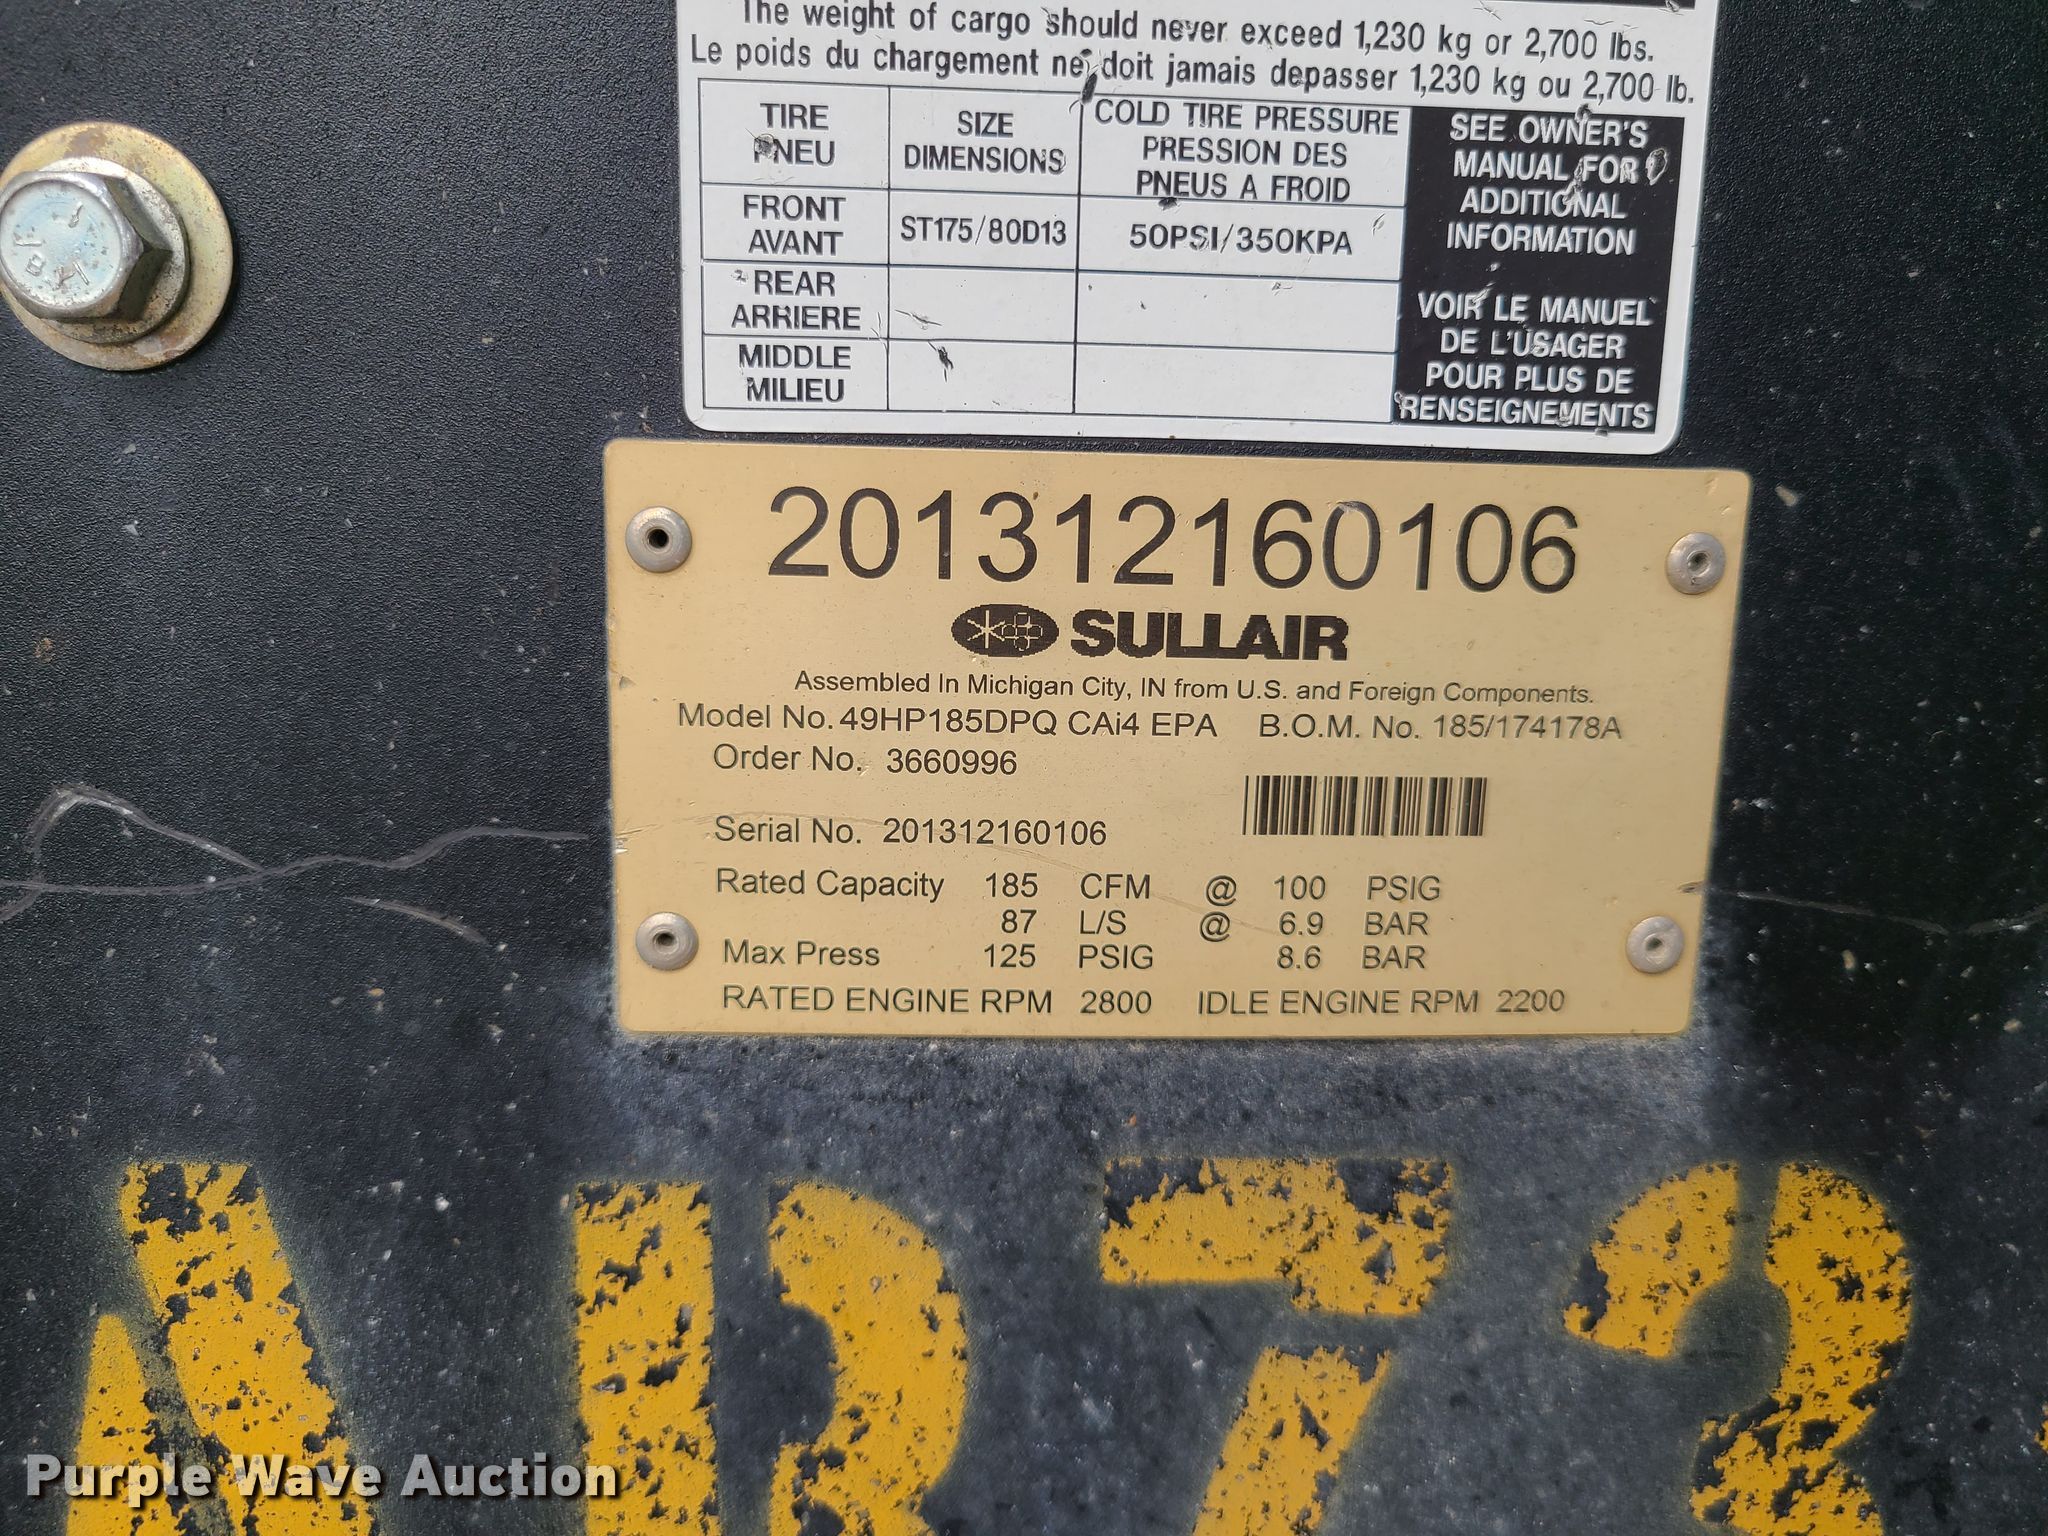 The weight of cargo should never exceed 1,230 kg or 2,700 lbs.
Le poids du chargement ne doit jamais depasser 1,230 kg ou 2,700 lb.
TIRE
PNEU
SIZE
DIMENSIONS
COLD TIRE PRESSURE
PRESSION DES
PNEUS A FROID
SEE OWNER'S
MANUAL FOR
ADDITIONAL
INFORMATION
VOIR LE MANUEL
DE L'USAGER
POUR PLUS DE
RENSEIGNEMENTS
FRONT
AVANT
ST175/80D13
50PSI/350KPA
REAR
ARRIERE
MIDDLE
MILIEU
201312160106
SULLAIR
Assembled In Michigan City, IN from U.S. and Foreign Components.
Model No. 49HP185DPQ CAi4 EPA B.O.M. No. 185/174178A
Order No. 3660996
Serial No. 201312160106
Rated Capacity 185 CFM @ 100 PSIG
87 L/S @ 6.9 BAR
Max Press 125 PSIG 8.6 BAR
RATED ENGINE RPM 2800 IDLE ENGINE RPM 2200
Purple Wave Auction